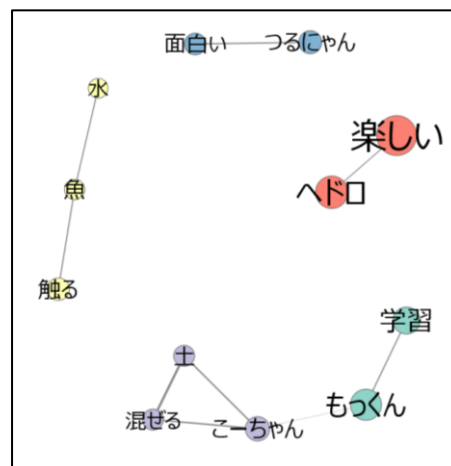 面白い
つるにゃん
水
楽しい
魚
ヘドロ
触る
学習
土
もっくん
混ぜる
こーちゃん